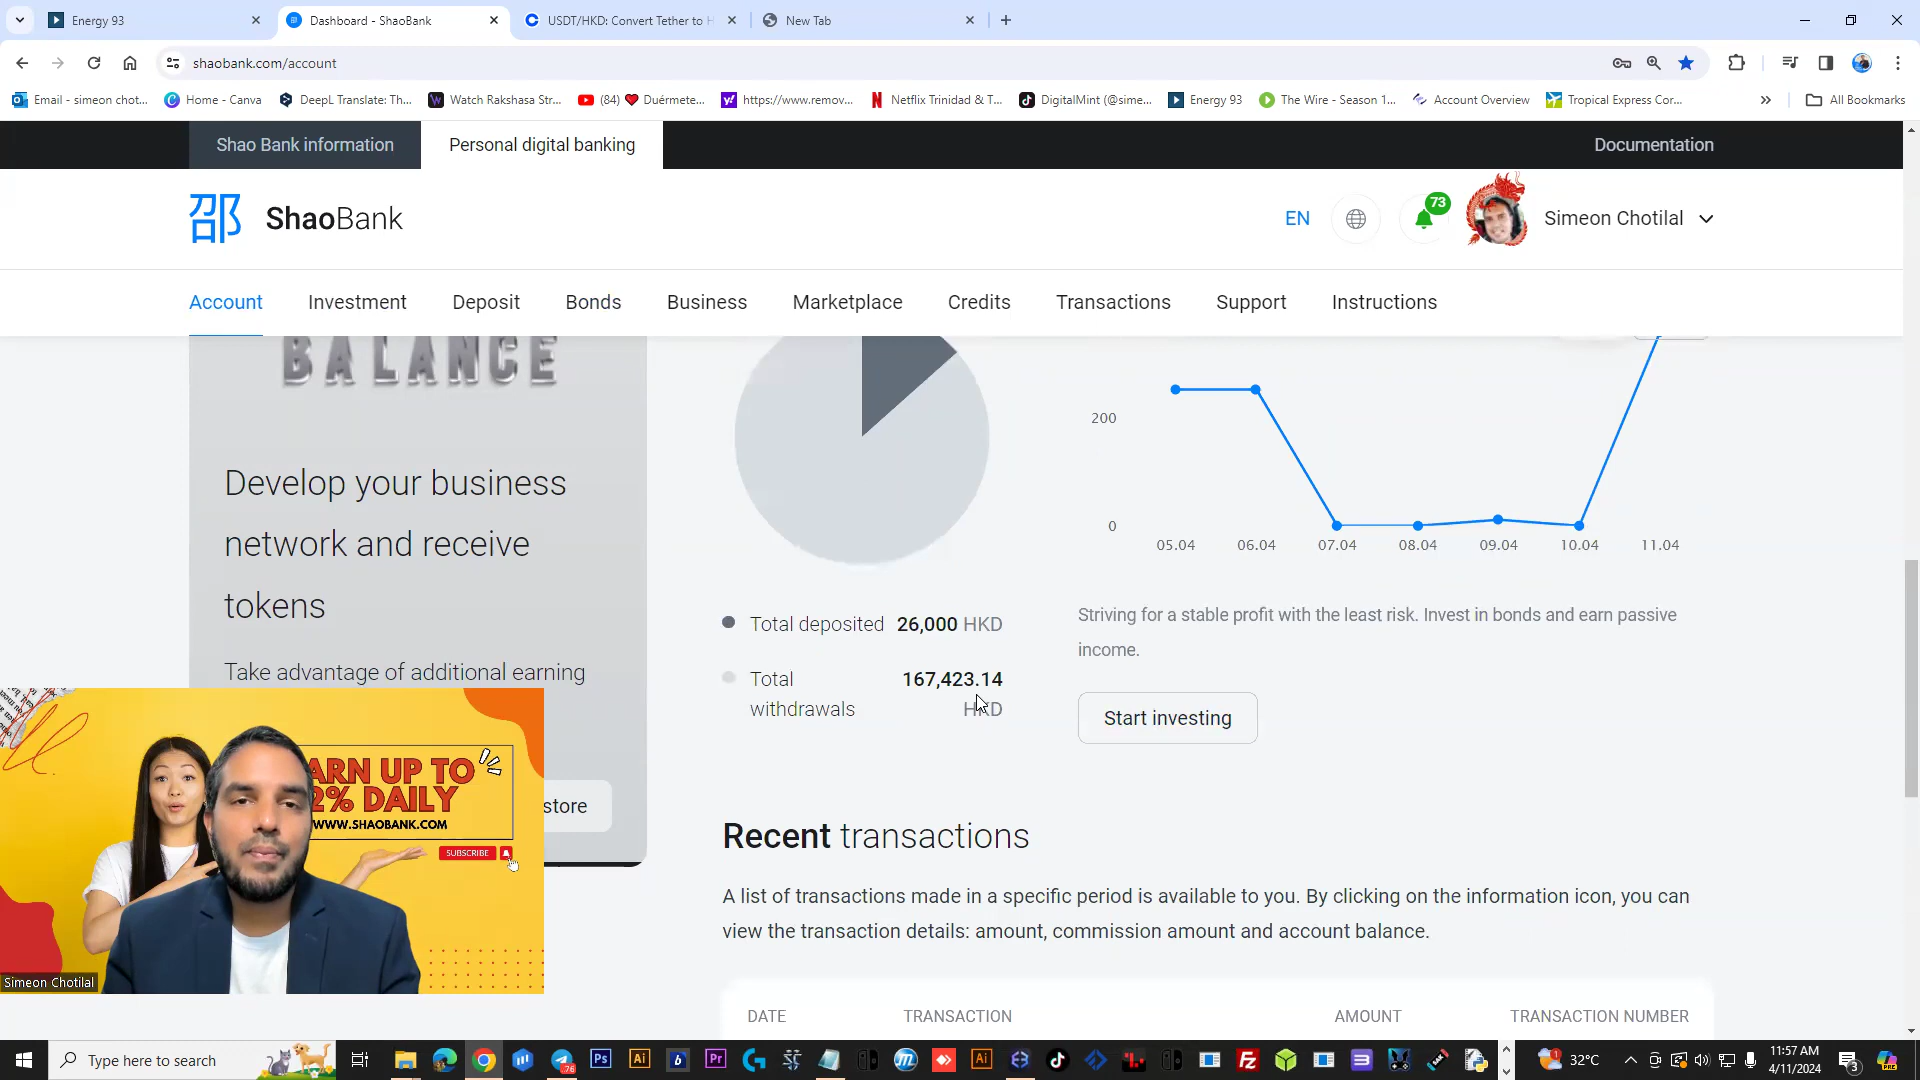 Energy 93
Dashboard - ShaoBank
USDT/HKD: Convert Tether to H
New Tab
shaobank.com/account
Email - simeon chot...
Home - Canva
DeepL Translate: Th...
Watch Rakshasa Str...
(84) ❤ Duérmete...
https://www.remov...
Netflix Trinidad & T...
DigitalMint (@sime...
Energy 93
The Wire - Season 1...
Account Overview
Tropical Express Cor...
»
All Bookmarks
Shao Bank information
Personal digital banking
Documentation
邵 ShaoBank
EN
73
Simeon Chotilal
Account
Investment
Deposit
Bonds
Business
Marketplace
Credits
Transactions
Support
Instructions
BALANCE
Develop your business
network and receive
tokens
Take advantage of additional earning
store
Total deposited 26,000 HKD
Total withdrawals 167,423.14 HKD
200
0
05.04 06.04 07.04 08.04 09.04 10.04 11.04
Striving for a stable profit with the least risk. Invest in bonds and earn passive
income.
Start investing
Recent transactions
A list of transactions made in a specific period is available to you. By clicking on the information icon, you can
view the transaction details: amount, commission amount and account balance.
DATE TRANSACTION AMOUNT TRANSACTION NUMBER
ARN UP TO
2% DAILY
WWW.SHAOBANK.COM
SUBSCRIBE
Simeon Chotilal
Type here to search
.76
32°C
11:57 AM
4/11/2024
3